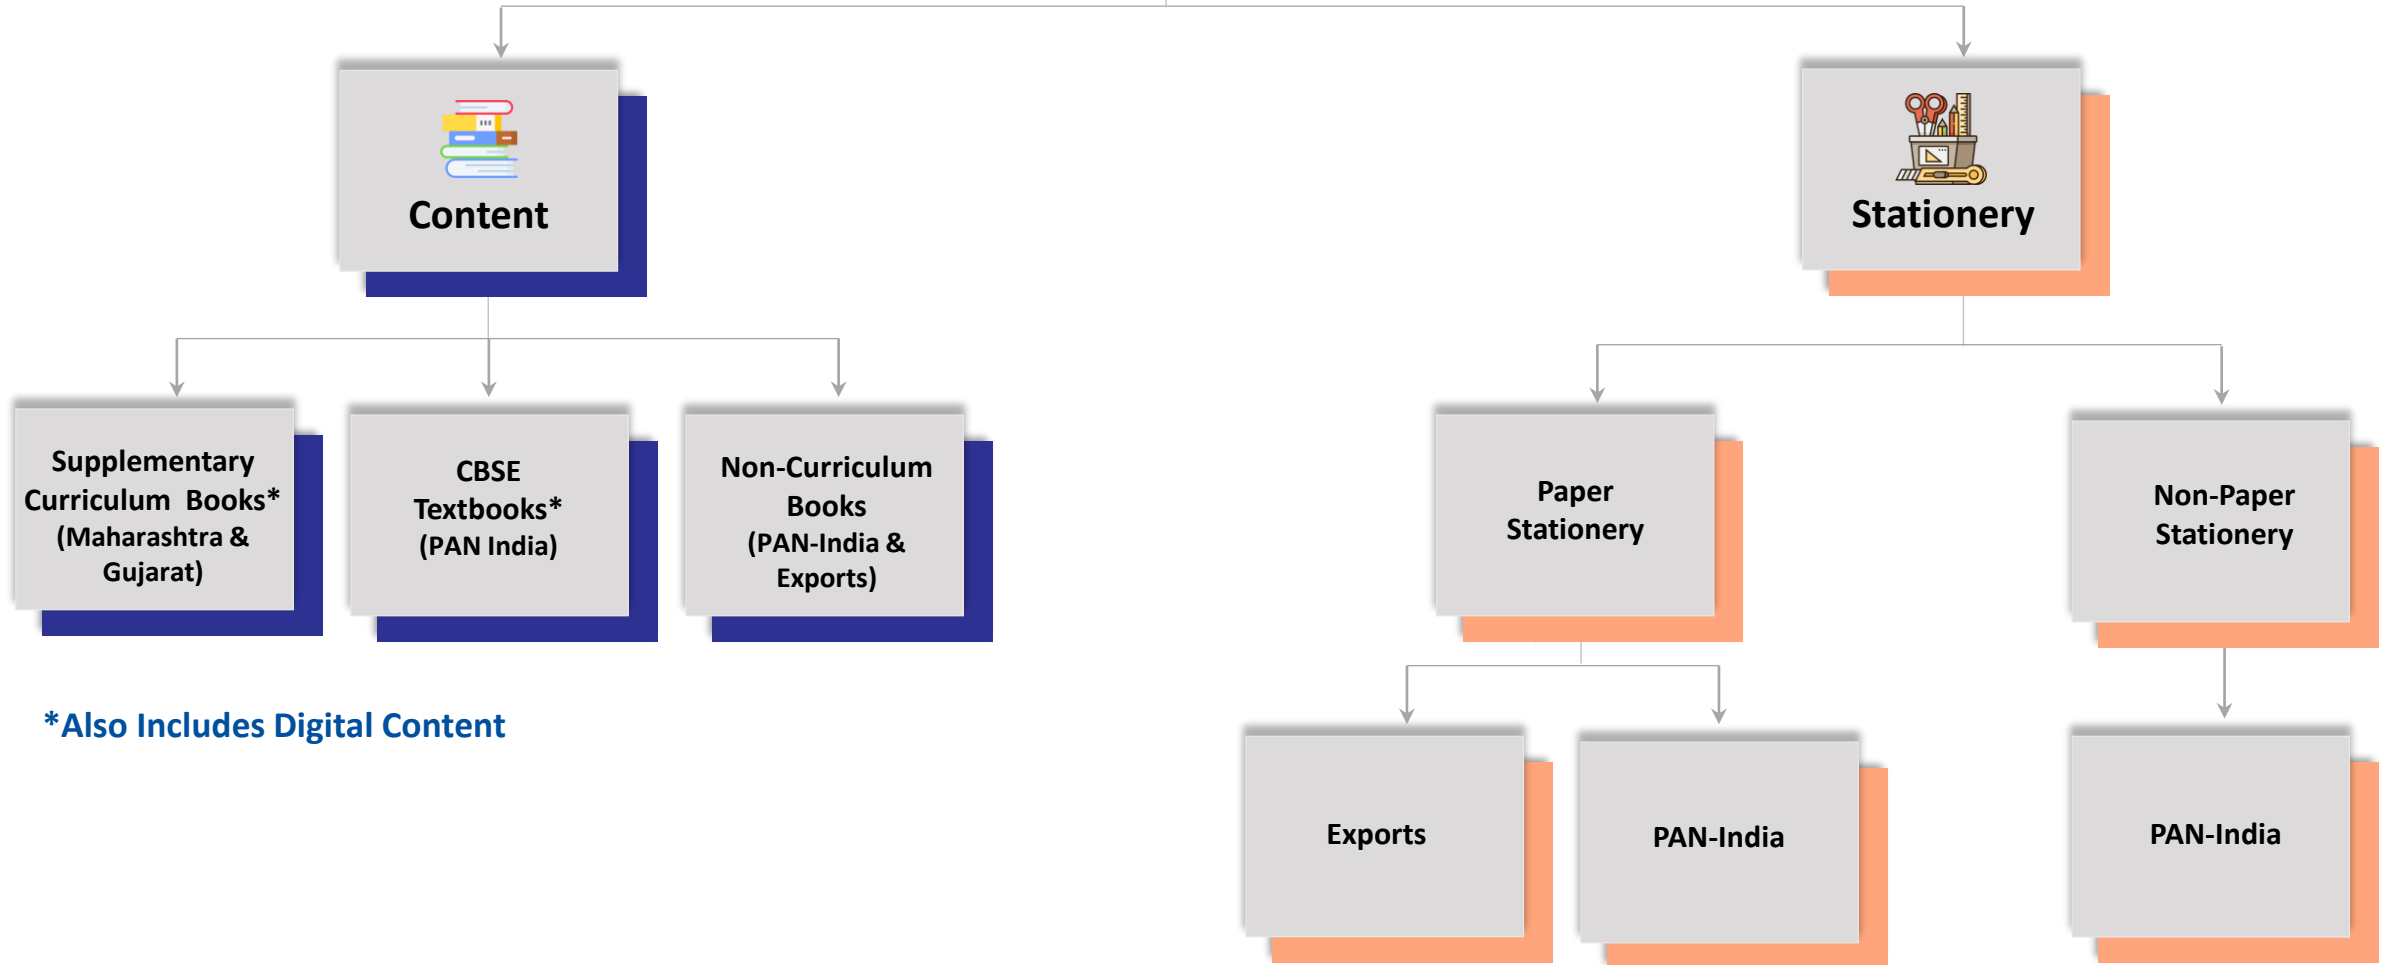 Content
Stationery
Supplementary
Curriculum Books*
(Maharashtra &
Gujarat)
CBSE
Textbooks*
(PAN India)
Non-Curriculum
Books
(PAN-India &
Exports)
Paper
Stationery
Non-Paper
Stationery
*Also Includes Digital Content
Exports
PAN-India
PAN-India